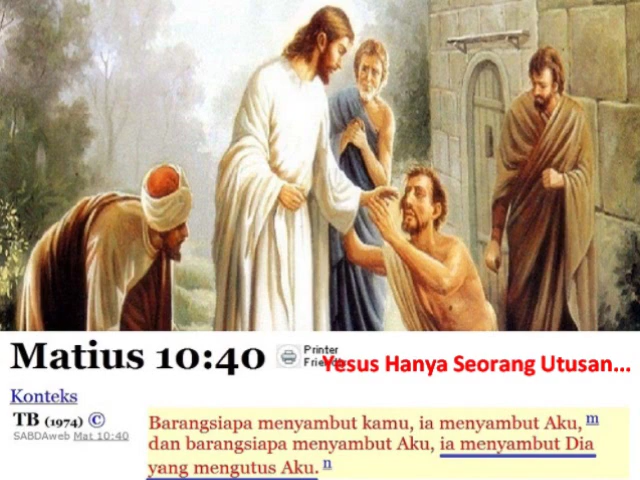 Matius 10:40
Printer
Friendly
Yesus Hanya Seorang Utusan...
Konteks
TB (1974) ©
SABDAweb Mat 10:40
Barangsiapa menyambut kamu, ia menyambut Aku, m
dan barangsiapa menyambut Aku, ia menyambut Dia
yang mengutus Aku. n